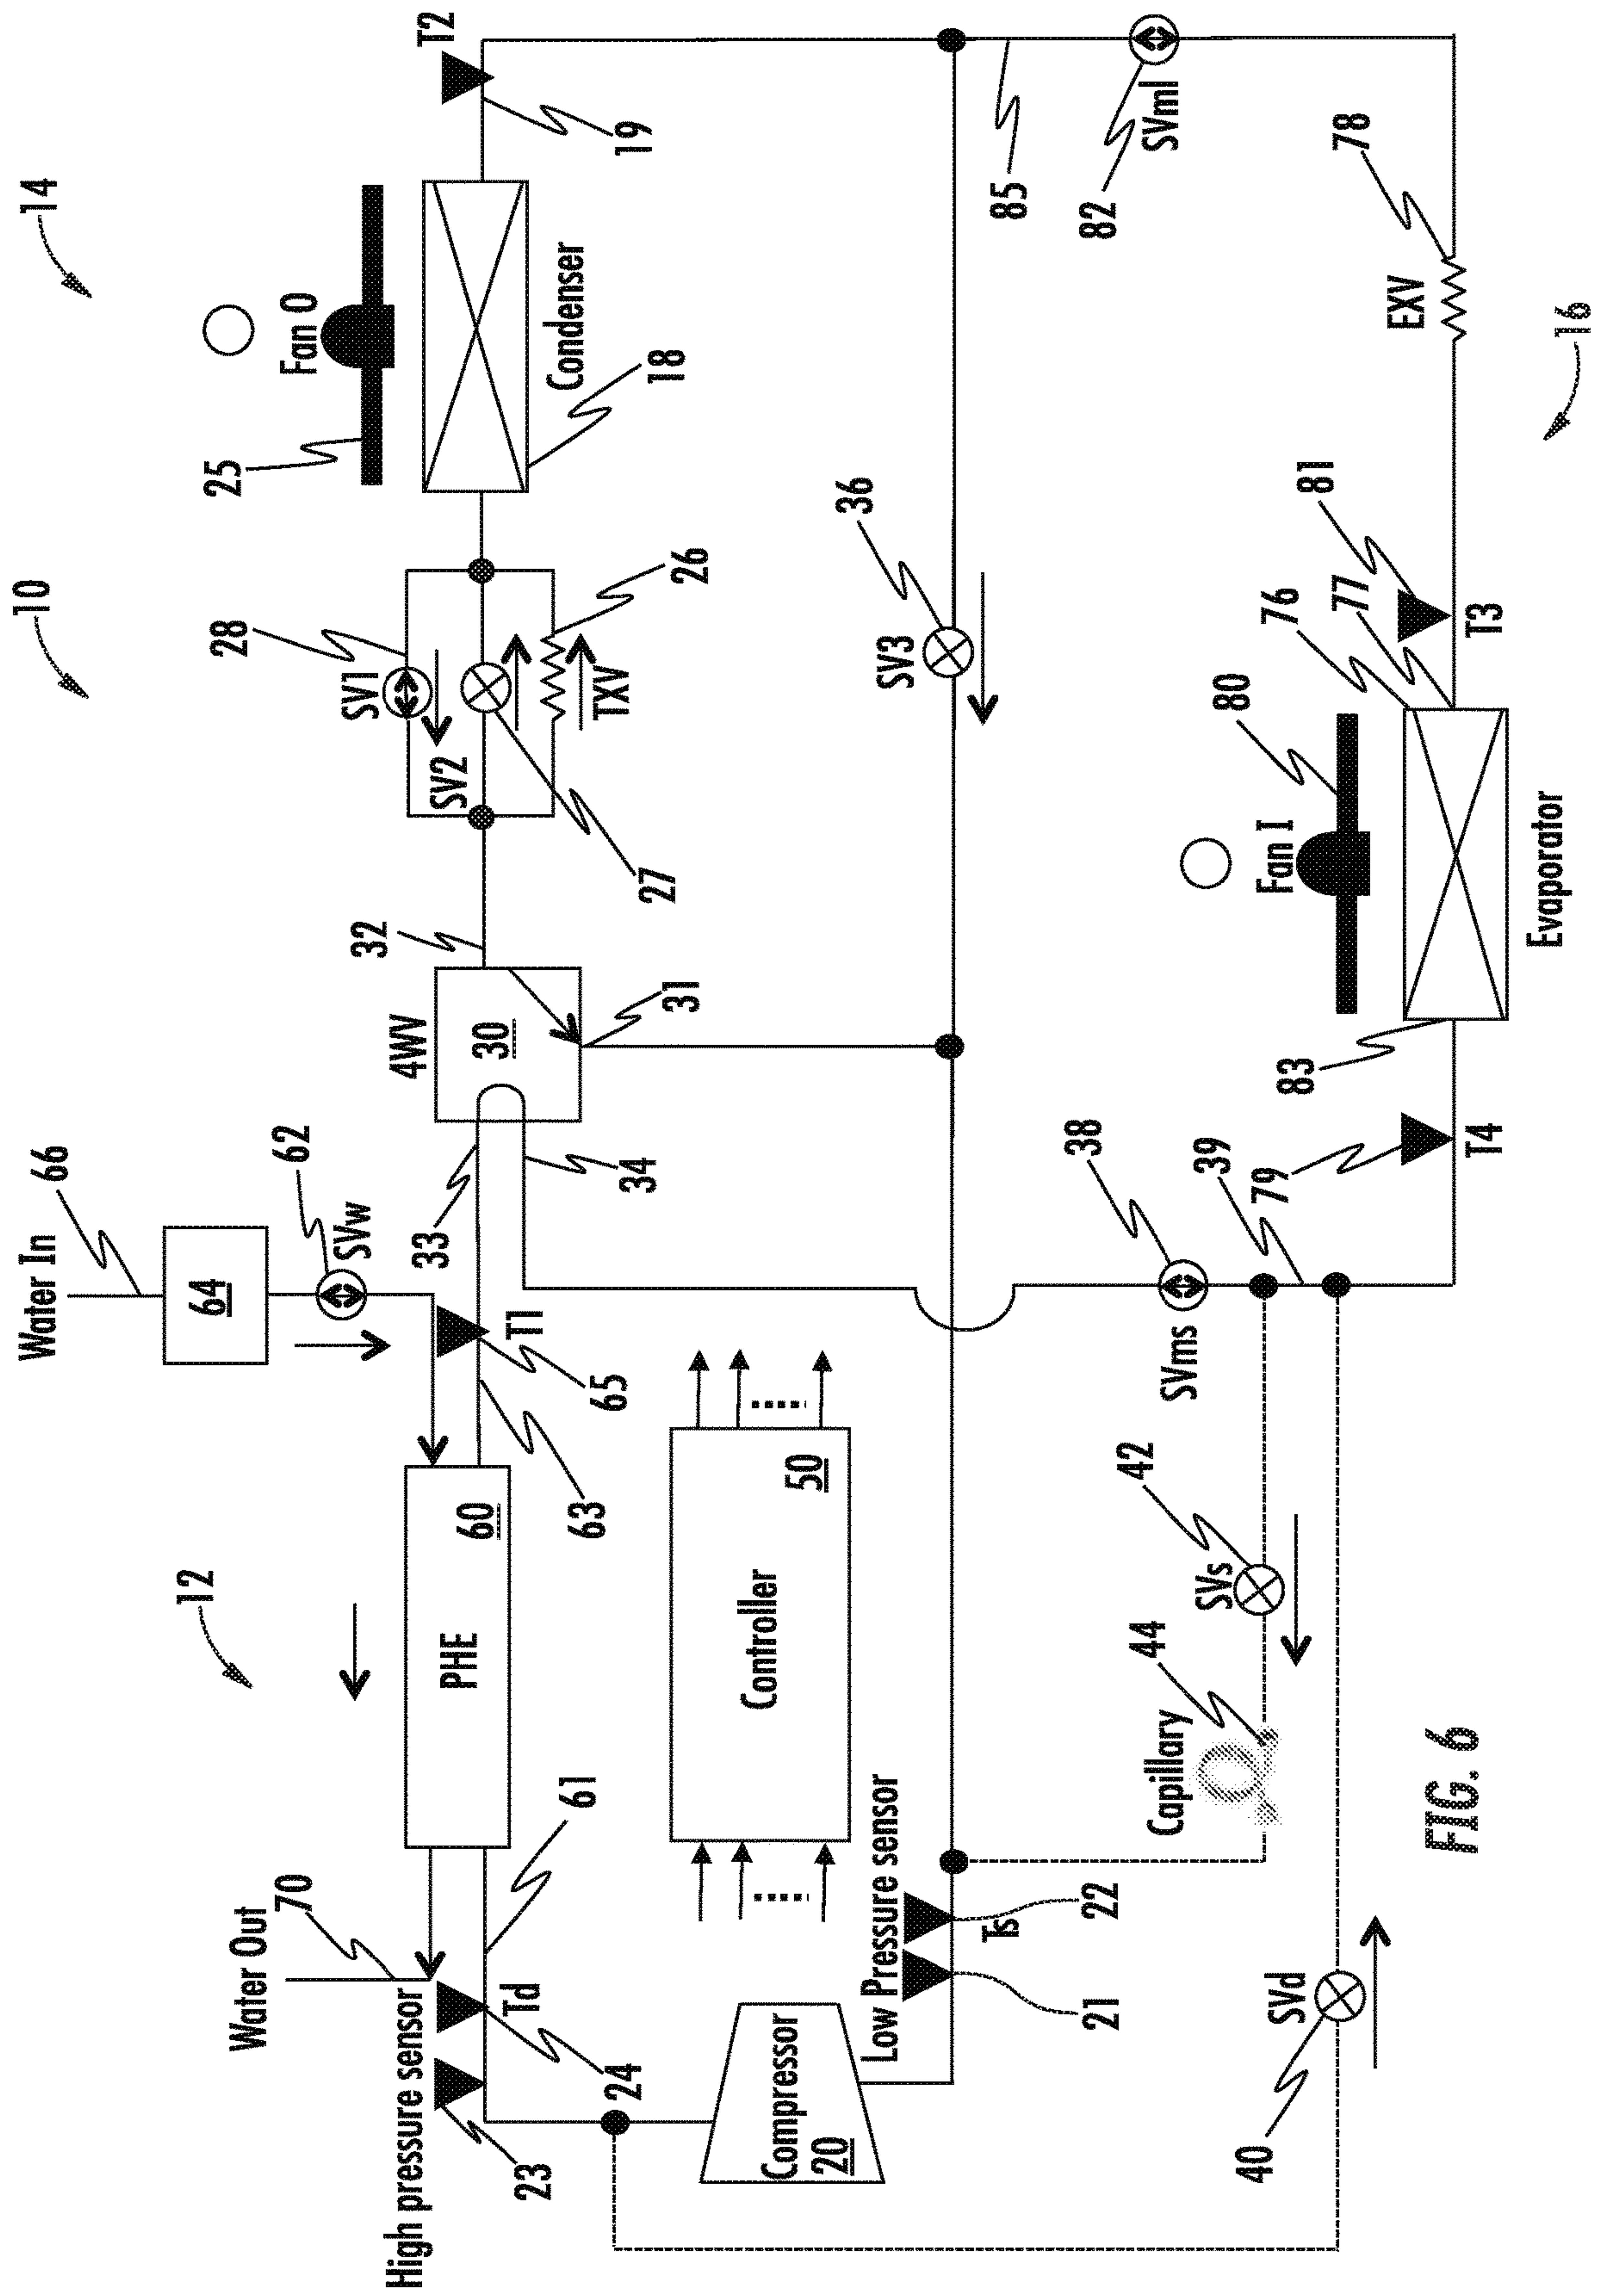 10
12
14
16
Water In
66
64
62
SVw
Water Out
70
PHE
60
61
63
65
T1
High pressure sensor
23
24
Td
Compressor
20
Low Pressure sensor
21
22
Ts
Controller
50
4WV
30
31
32
33
34
28
SV1
SV2
27
TXV
26
25
Fan O
Condenser
18
19
T2
36
SV3
85
82
SVml
78
EXV
81
T3
76
77
80
Fan I
Evaporator
83
T4
79
39
38
SVms
42
SVs
44
Capillary
SVd
40
FIG. 6